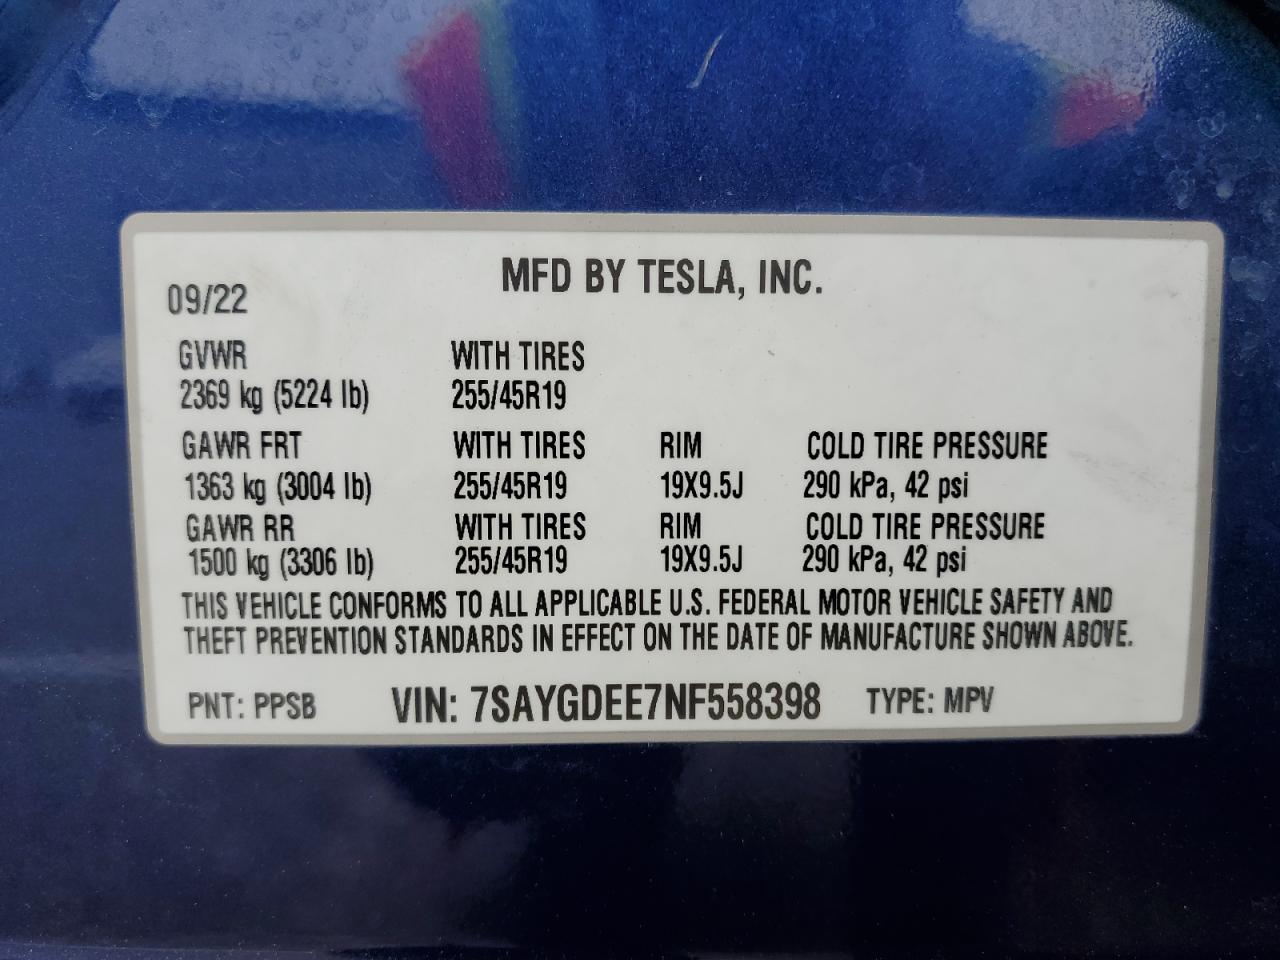 MFD BY TESLA, INC.
09/22
GVWR WITH TIRES
2369 kg (5224 lb) 255/45R19
GAWR FRT WITH TIRES RIM COLD TIRE PRESSURE
1363 kg (3004 lb) 255/45R19 19X9.5J 290 kPa, 42 psi
GAWR RR WITH TIRES RIM COLD TIRE PRESSURE
1500 kg (3306 lb) 255/45R19 19X9.5J 290 kPa, 42 psi
THIS VEHICLE CONFORMS TO ALL APPLICABLE U.S. FEDERAL MOTOR VEHICLE SAFETY AND
THEFT PREVENTION STANDARDS IN EFFECT ON THE DATE OF MANUFACTURE SHOWN ABOVE.
PNT: PPSB VIN: 7SAYGDEE7NF558398 TYPE: MPV